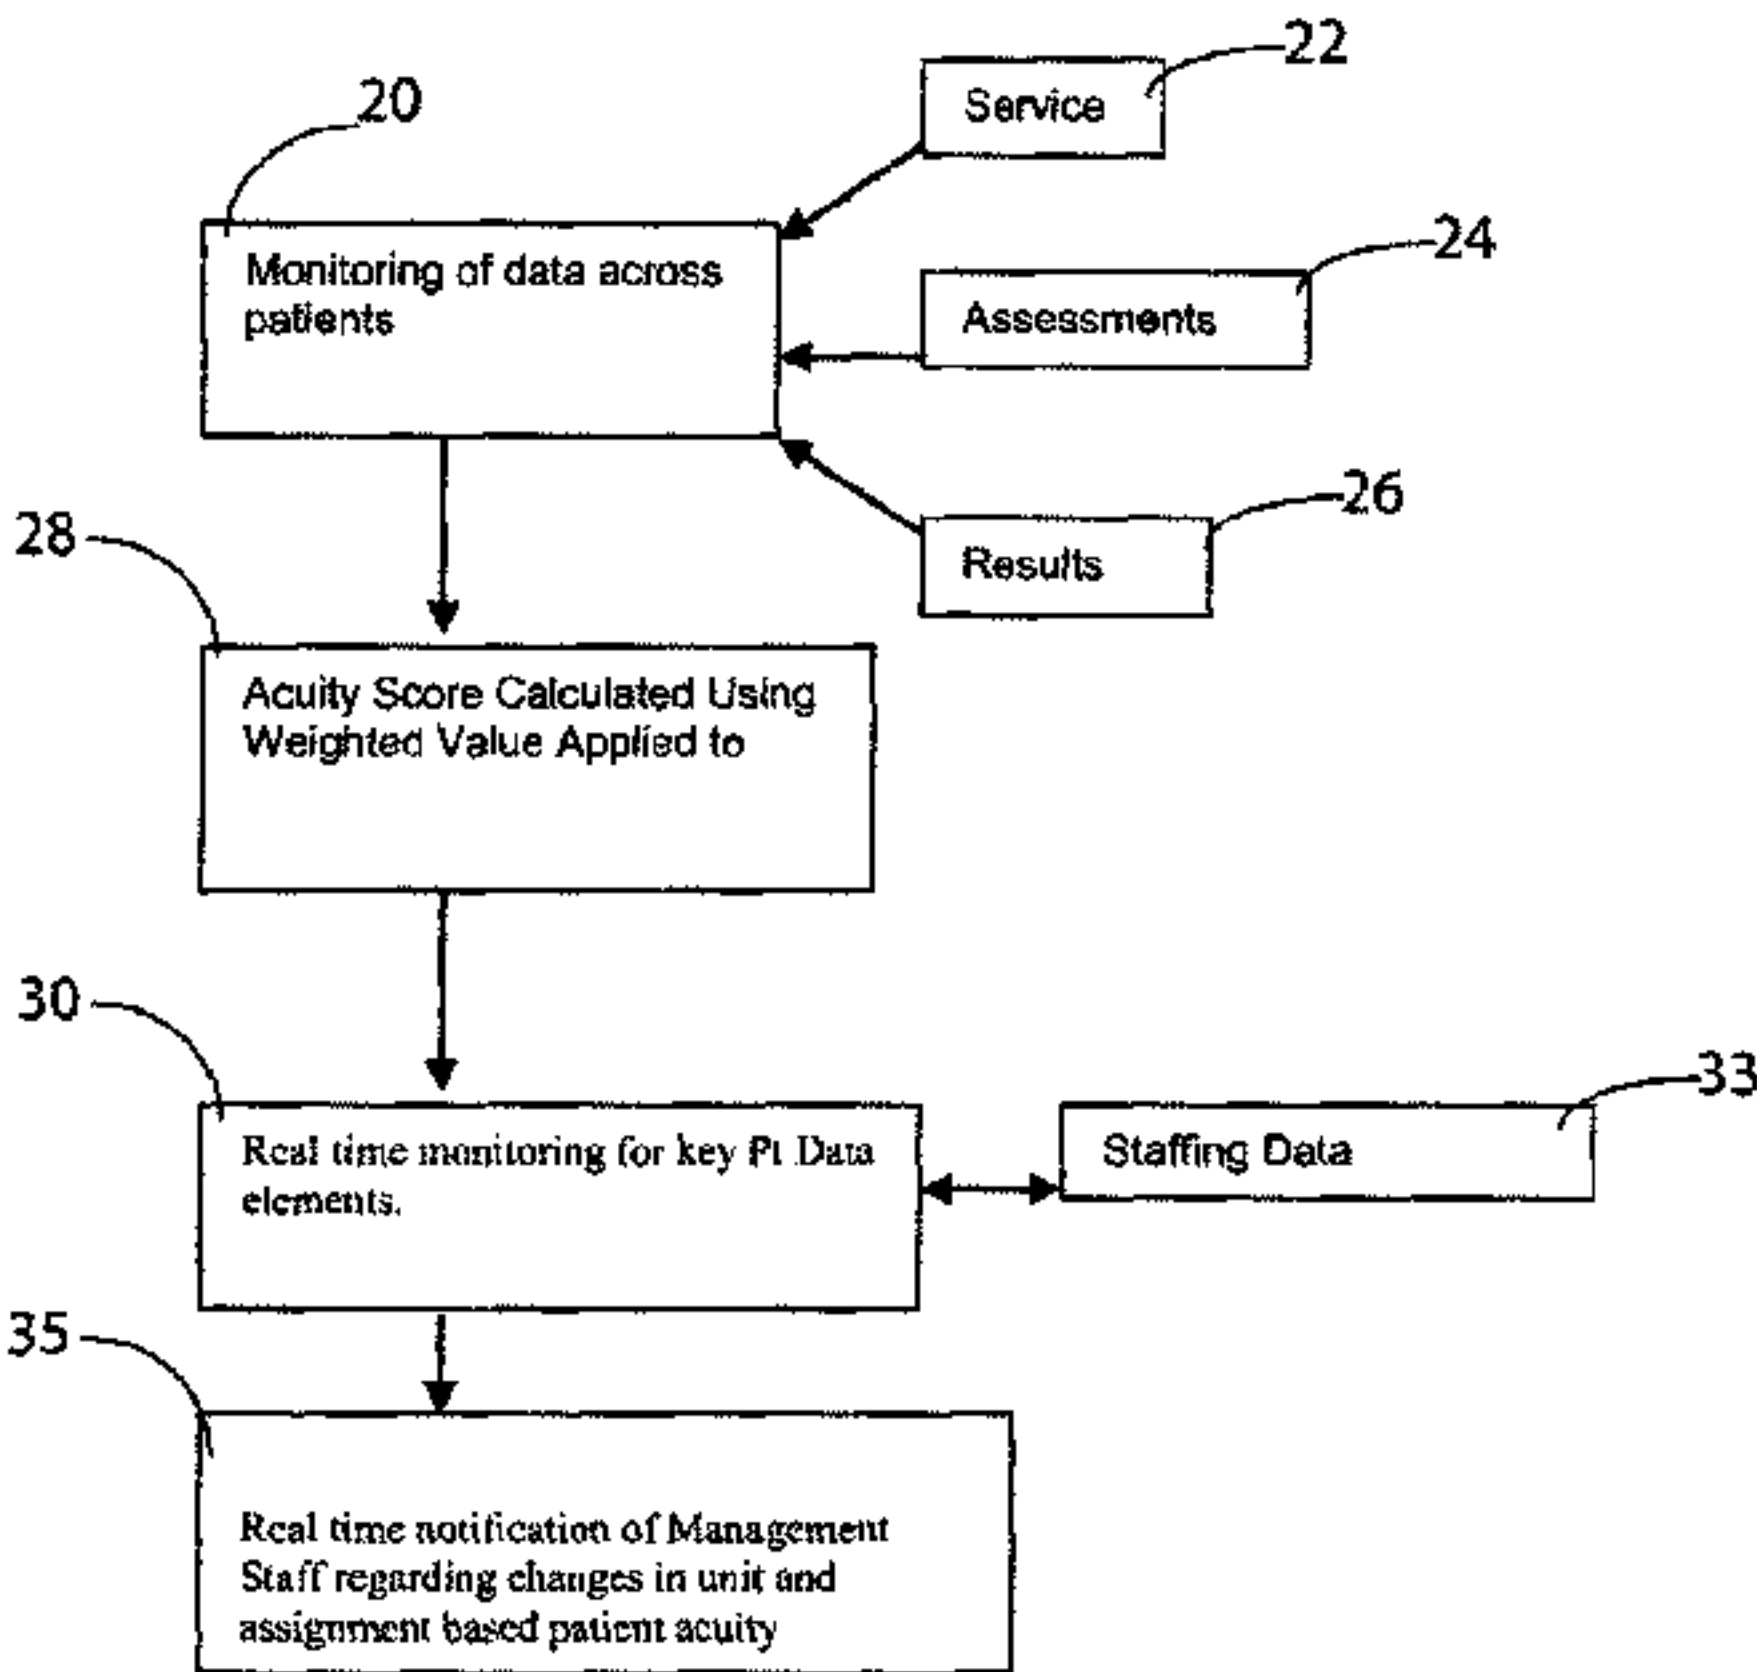 22
Service
20
24
Monitoring of data across
patients
Assessments
26
Results
28
Acuity Score Calculated Using
Weighted Value Applied to
30
33
Real time monitoring for key Pt Data
elements.
Staffing Data
35
Real time notification of Management
Staff regarding changes in unit and
assignment based patient acuity